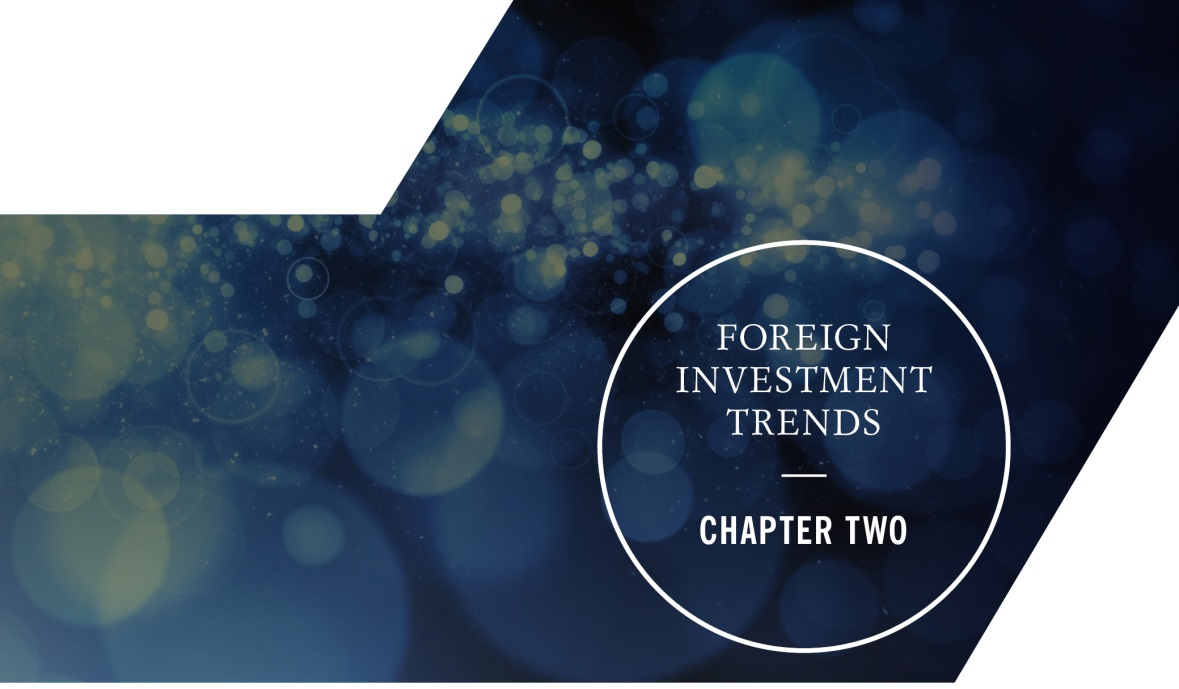 FOREIGN
INVESTMENT
TRENDS
CHAPTER TWO